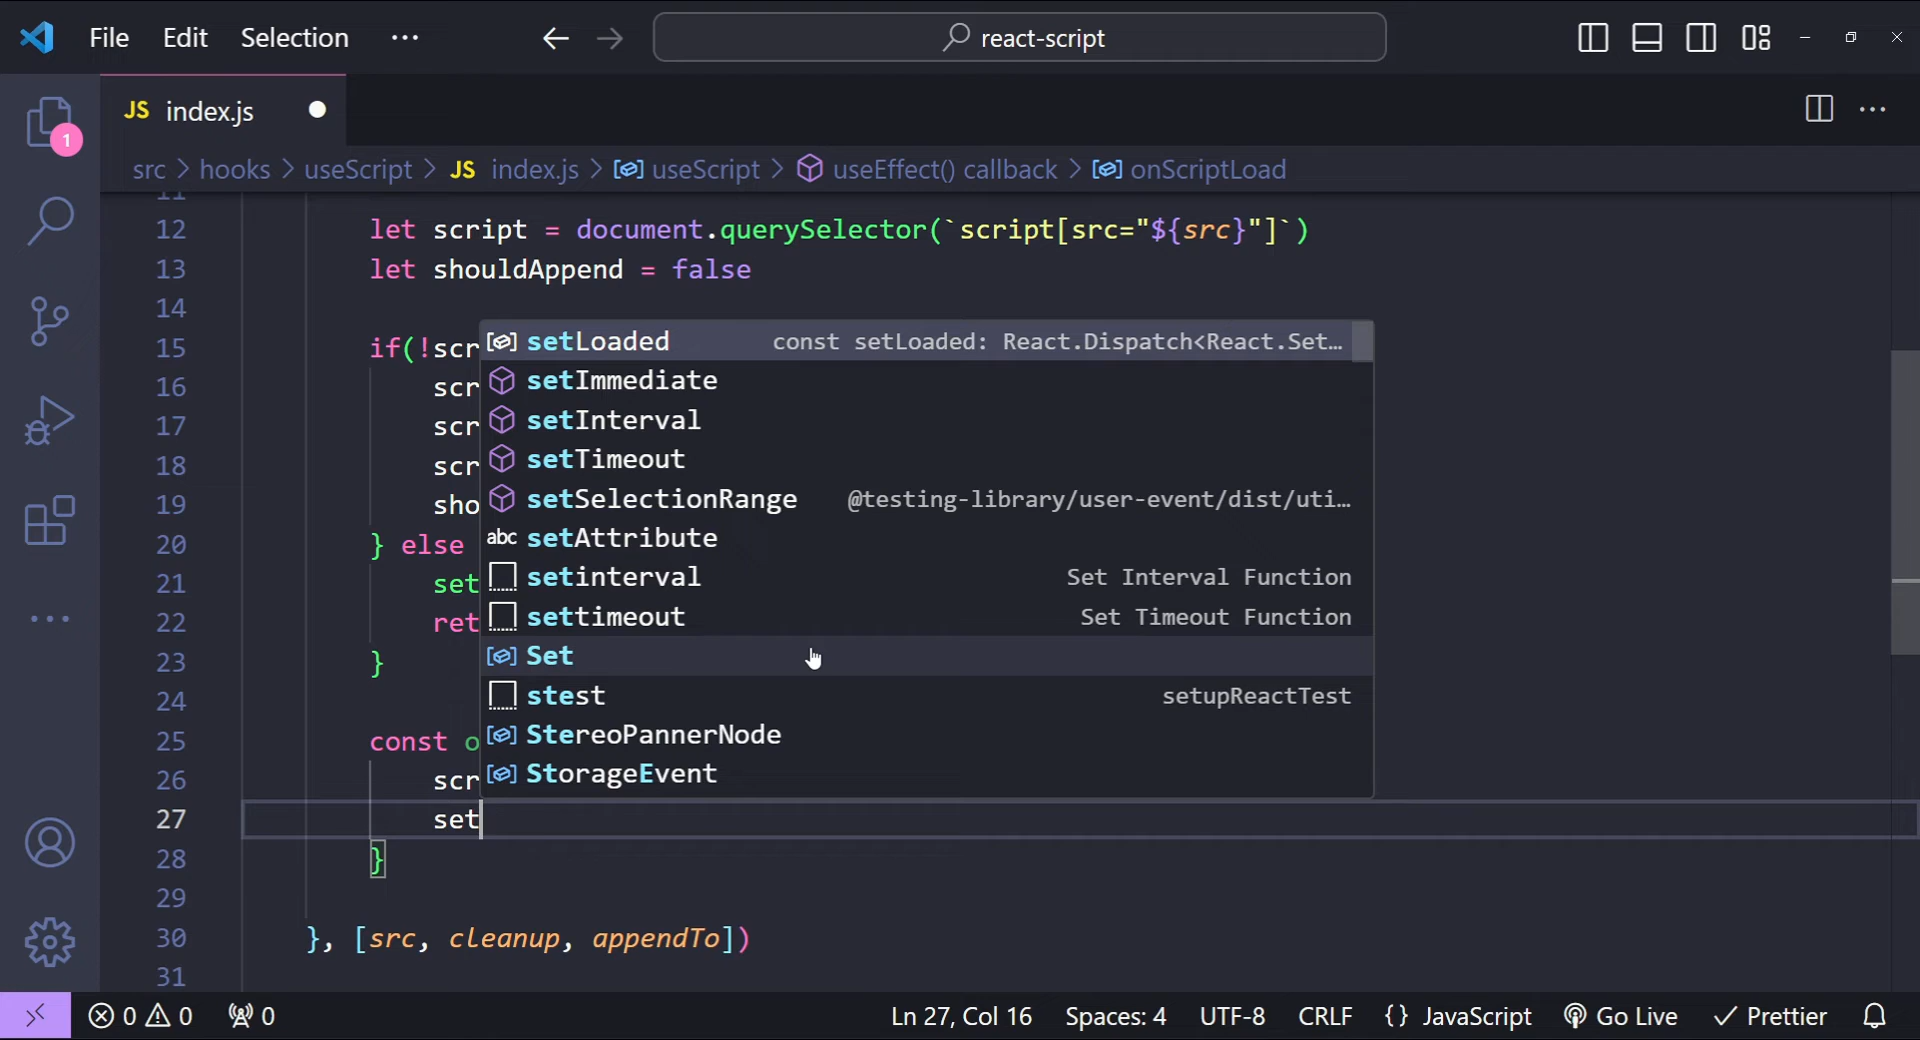 File Edit Selection ··· react-script
JS index.js
1
src > hooks > useScript > JS index.js > useScript > useEffect() callback > onScriptLoad
11
12 let script = document.querySelector(`script[src="${src}"]`)
13 let shouldAppend = false
14
15 if(!scr
16 scr
17 scr
18 scr
19 sho
20 } else
21 set
22 ret
23 }
24
25 const o
26 scr
27 set
28 }
29
30 }, [src, cleanup, appendTo])
31
setLoaded const setLoaded: React.Dispatch<React.Set…
setImmediate
setInterval
setTimeout
setSelectionRange @testing-library/user-event/dist/uti…
abc setAttribute
setinterval Set Interval Function
settimeout Set Timeout Function
Set
stest setupReactTest
StereoPannerNode
StorageEvent
0 0 0 Ln 27, Col 16 Spaces: 4 UTF-8 CRLF {} JavaScript Go Live Prettier